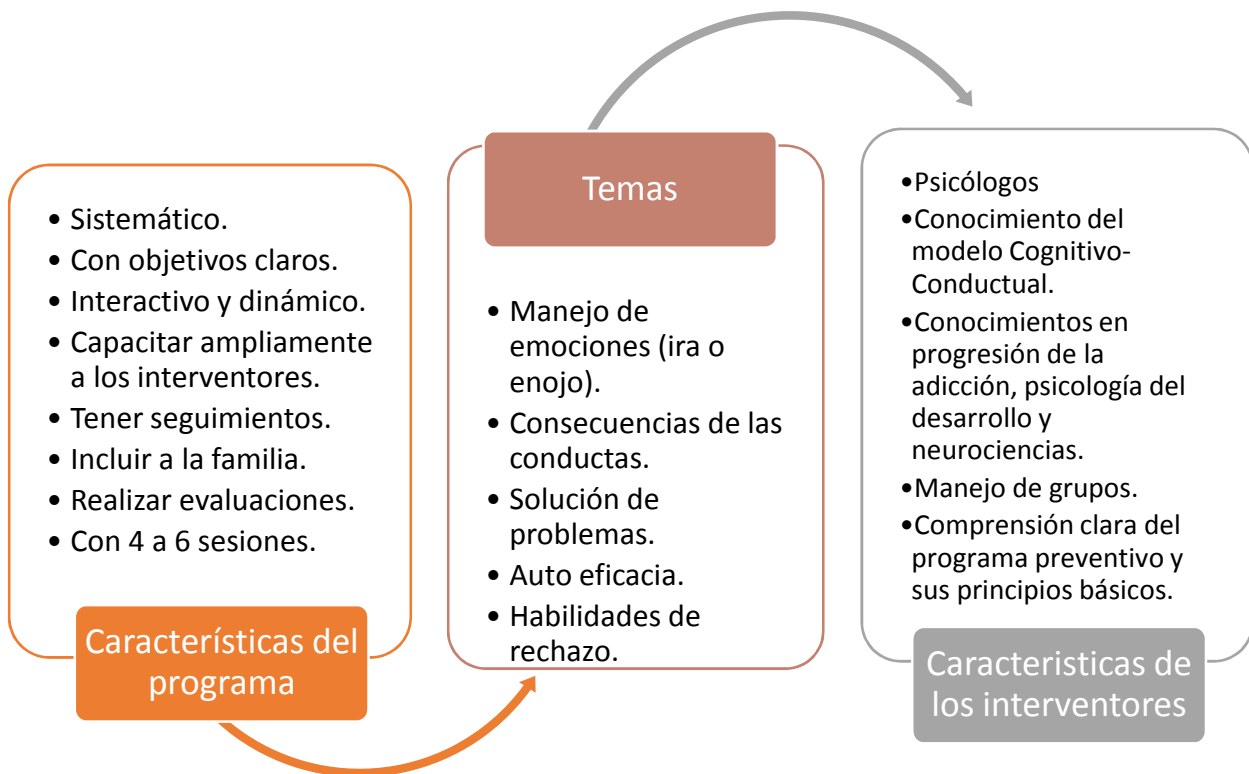 • Sistemático.
• Con objetivos claros.
• Interactivo y dinámico.
• Capacitar ampliamente
a los interventores.
• Tener seguimientos.
• Incluir a la familia.
• Realizar evaluaciones.
• Con 4 a 6 sesiones.
Características del
programa
Temas
• Manejo de
emociones (ira o
enojo).
• Consecuencias de las
conductas.
• Solución de
problemas.
• Auto eficacia.
• Habilidades de
rechazo.
•Psicólogos
•Conocimiento del
modelo Cognitivo-
Conductual.
•Conocimientos en
progresión de la
adicción, psicología del
desarrollo y
neurociencias.
•Manejo de grupos.
•Comprensión clara del
programa preventivo y
sus principios básicos.
Caracteristicas de
los interventores